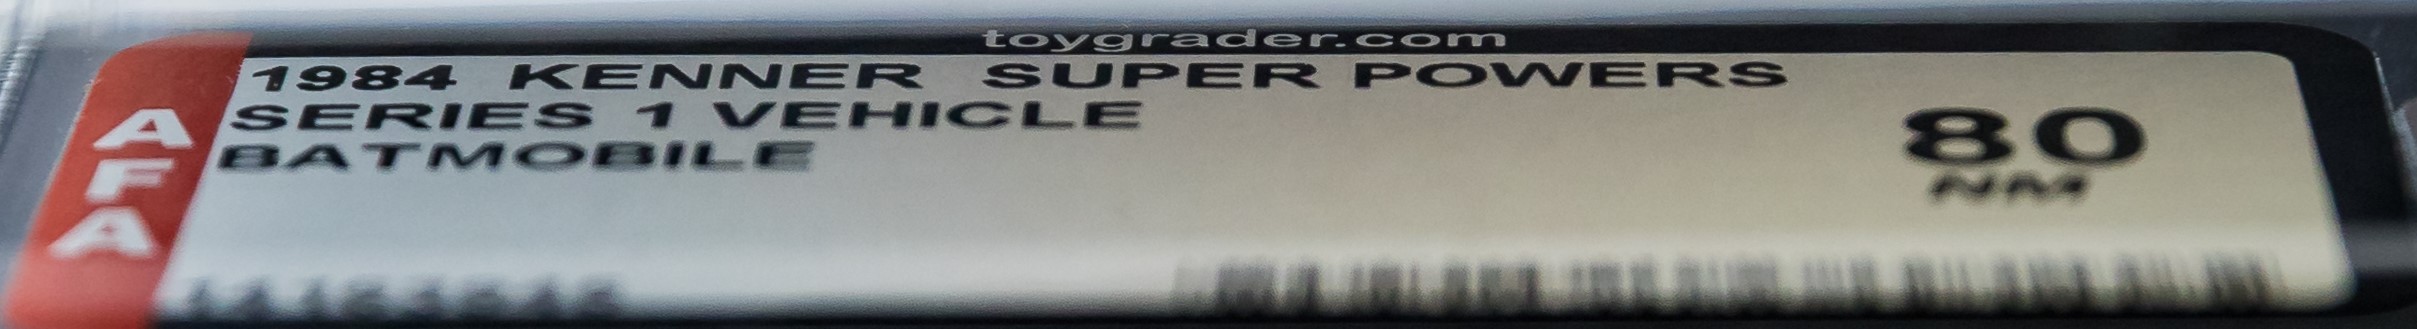 toygrader.com
AFA
1984 KENNER SUPER POWERS
SERIES 1 VEHICLE
BATMOBILE
80
NM